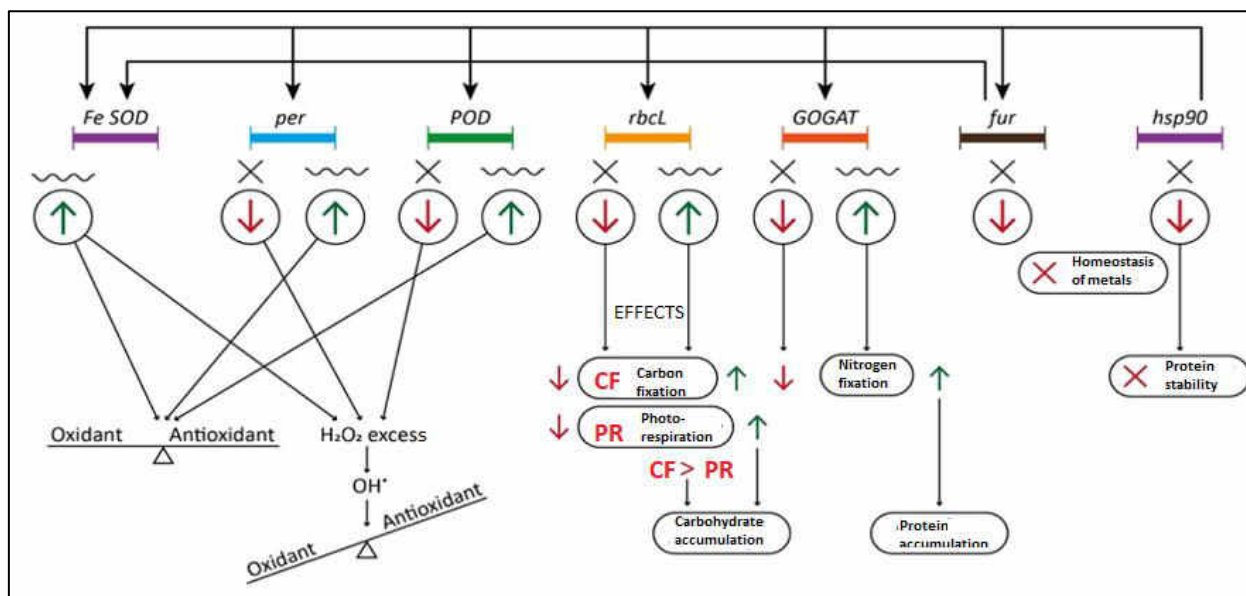 Fe SOD per POD rbcL GOGAT fur hsp90
Homeostasis
of metals
EFFECTS
CF Carbon
fixation
Nitrogen
fixation
Protein
stability
PR Photo-
respiration
Oxidant Antioxidant
H₂O₂ excess
CF > PR
OH•
Antioxidant
Oxidant
Carbohydrate
accumulation
Protein
accumulation